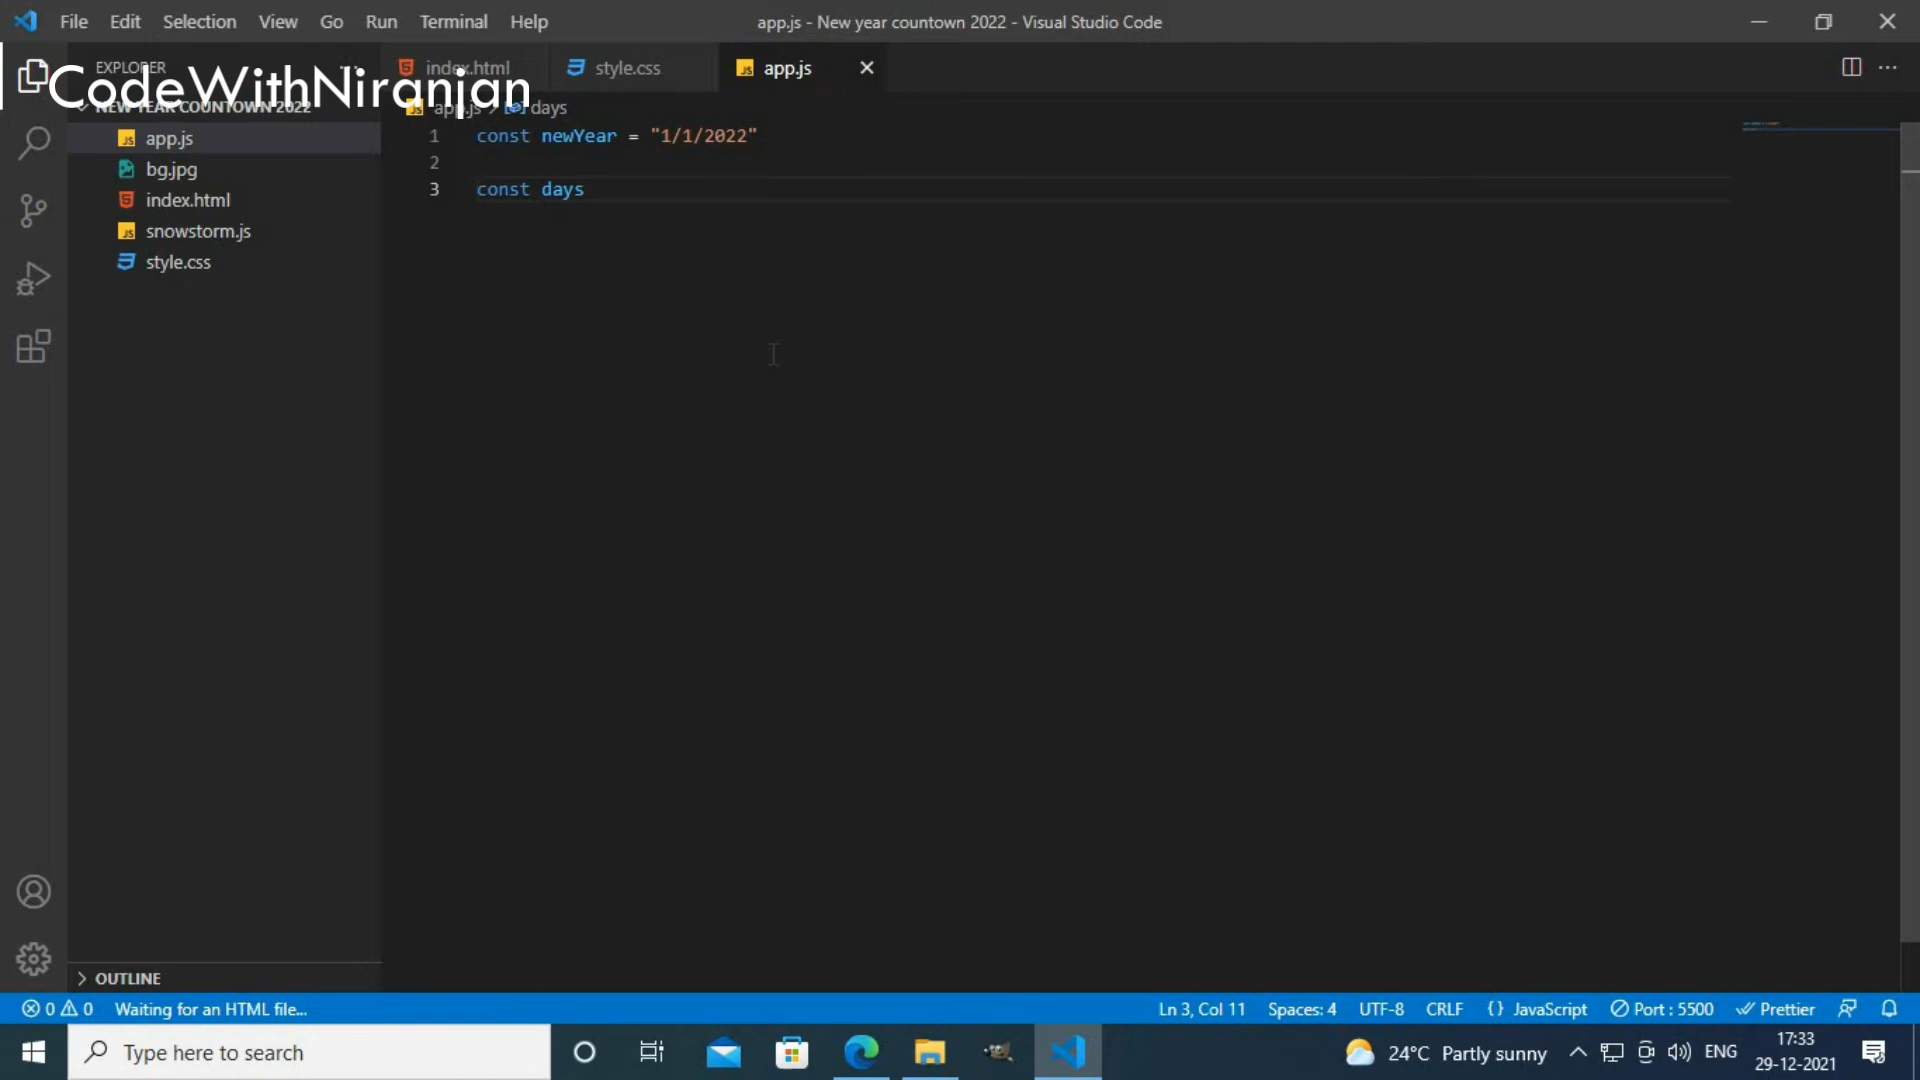 File Edit Selection View Go Run Terminal Help
app.js - New year countown 2022 - Visual Studio Code
EXPLORER
CodeWithNiranjan
index.html
style.css
app.js
NEW YEAR COUNTOWN 2022
app.js > days
app.js
bg.jpg
index.html
snowstorm.js
style.css
1 const newYear = "1/1/2022"
2
3 const days
OUTLINE
0 0 Waiting for an HTML file...
Ln 3, Col 11 Spaces: 4 UTF-8 CRLF {} JavaScript Port : 5500 Prettier
Type here to search
24°C Partly sunny
ENG
17:33
29-12-2021